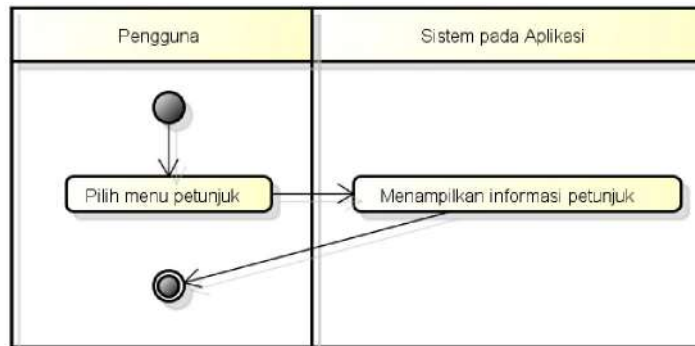 Pengguna
Sistem pada Aplikasi
Pilih menu petunjuk
Menampilkan informasi petunjuk